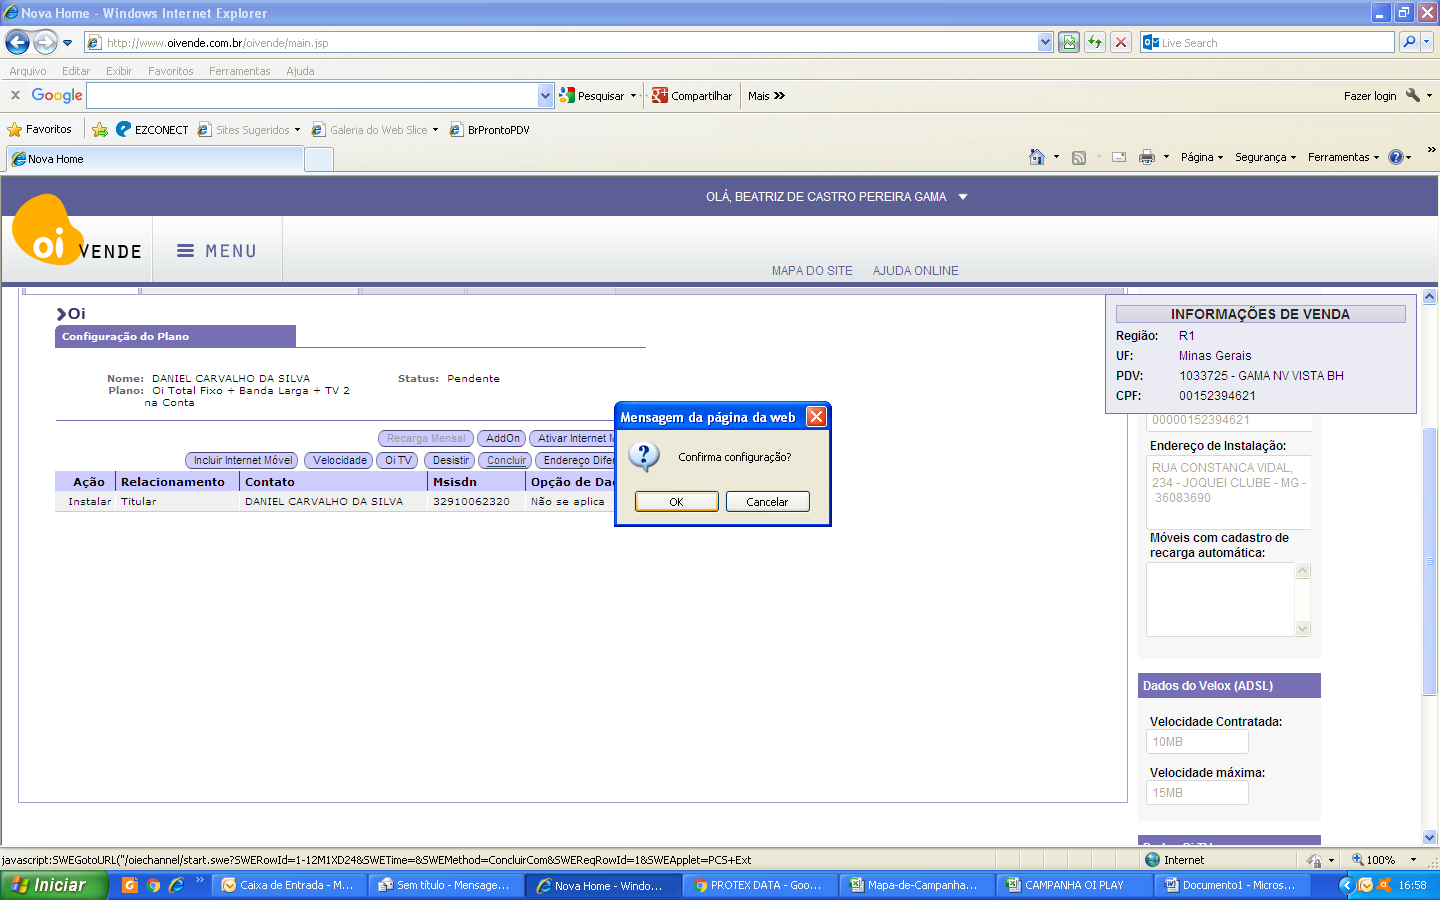 Nova Home - Windows Internet Explorer
http://www.oivende.com.br/oivende/main.jsp
Live Search
Arquivo Editar Exibir Favoritos Ferramentas Ajuda
x Google Pesquisar Compartilhar Mais »
Fazer login
Favoritos EZCONECT Sites Sugeridos Galeria do Web Slice BrProntoPDV
Nova Home
Página Segurança Ferramentas »
OLÁ, BEATRIZ DE CASTRO PEREIRA GAMA
oi VENDE
MENU
MAPA DO SITE AJUDA ONLINE
Oi
Configuração do Plano
Nome: DANIEL CARVALHO DA SILVA Status: Pendente
Plano: Oi Total Fixo + Banda Larga + TV 2
na Conta
Recarga Mensal AddOn Ativar Internet M
Incluir Internet Móvel Velocidade Oi TV Desistir Concluir Endereço Difer
Ação Relacionamento Contato Msisdn Opção de Da
Instalar Titular DANIEL CARVALHO DA SILVA 32910062320 Não se aplica
Mensagem da página da web
Confirma configuração?
OK Cancelar
INFORMAÇÕES DE VENDA
Região: R1
UF: Minas Gerais
PDV: 1033725 - GAMA NV VISTA BH
CPF: 00152394621
00000152394621
Endereço de Instalação:
RUA CONSTANCA VIDAL,
234 - JOQUEI CLUBE - MG -
36083690
Móveis com cadastro de
recarga automática:
Dados do Velox (ADSL)
Velocidade Contratada:
10MB
Velocidade máxima:
15MB
javascript:SWEGotoURL("/oiechannel/start.swe?SWERowId=1-12M1XD24&SWETime=&SWEMethod=ConcluirCom&SWEReqRowId=1&SWEApplet=PCS+Ext
Internet
100%
Iniciar » Caixa de Entrada - M... Sem título - Mensage... Nova Home - Windo... PROTEX DATA - Goo... Mapa-de-Campanha... CAMPANHA OI PLAY Documento1 - Micros... 16:58